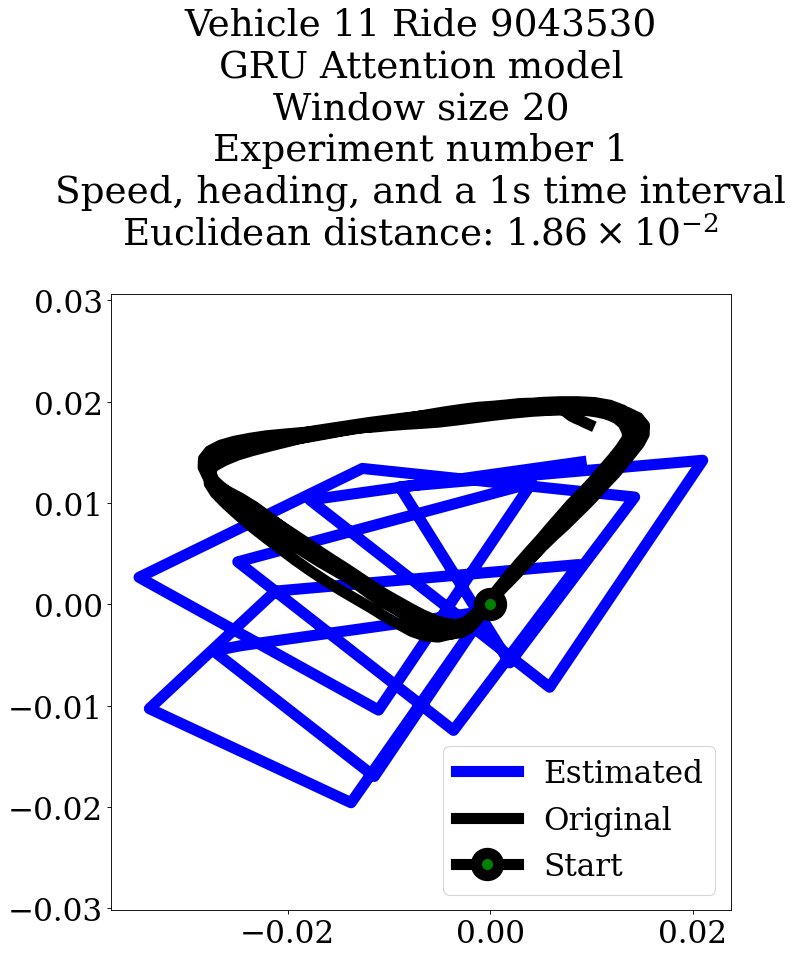 Vehicle 11 Ride 9043530
GRU Attention model
Window size 20
Experiment number 1
Speed, heading, and a 1s time interval
Euclidean distance: 1.86 × 10⁻²
0.03
0.02
0.01
0.00
−0.01
−0.02
−0.03
−0.02
0.00
0.02
Estimated
Original
Start